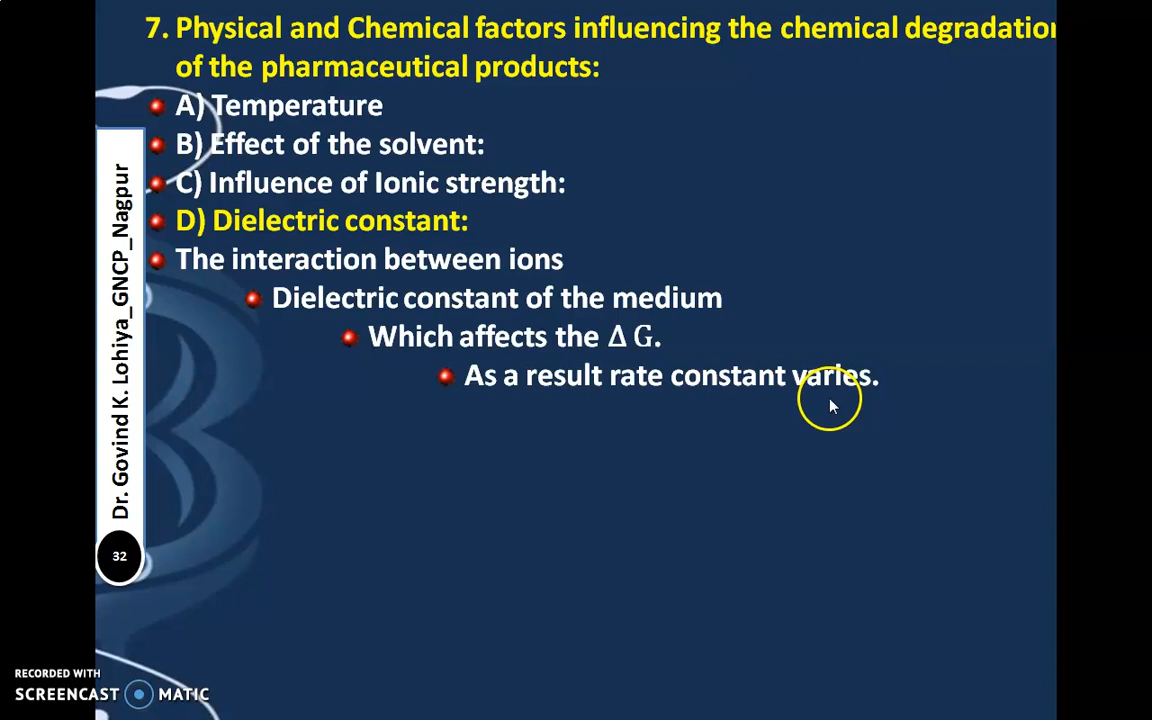 7. Physical and Chemical factors influencing the chemical degradation
of the pharmaceutical products:
A) Temperature
B) Effect of the solvent:
C) Influence of Ionic strength:
D) Dielectric constant:
The interaction between ions
Dielectric constant of the medium
Which affects the Δ G.
As a result rate constant varies.
Dr. Govind K. Lohiya_GNCP_Nagpur
32
RECORDED WITH
SCREENCAST MATIC